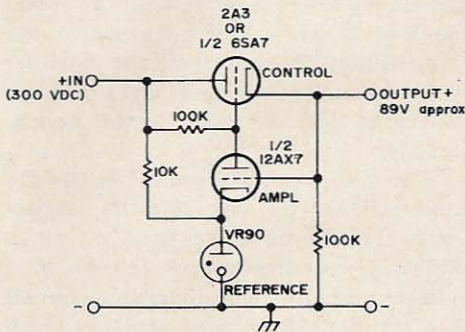 2A3
OR
1/2 6SA7
CONTROL
+IN
(300 VDC)
OUTPUT+
89V approx
100K
1/2
12AX7
10K
AMPL
100K
VR90
REFERENCE
-
-